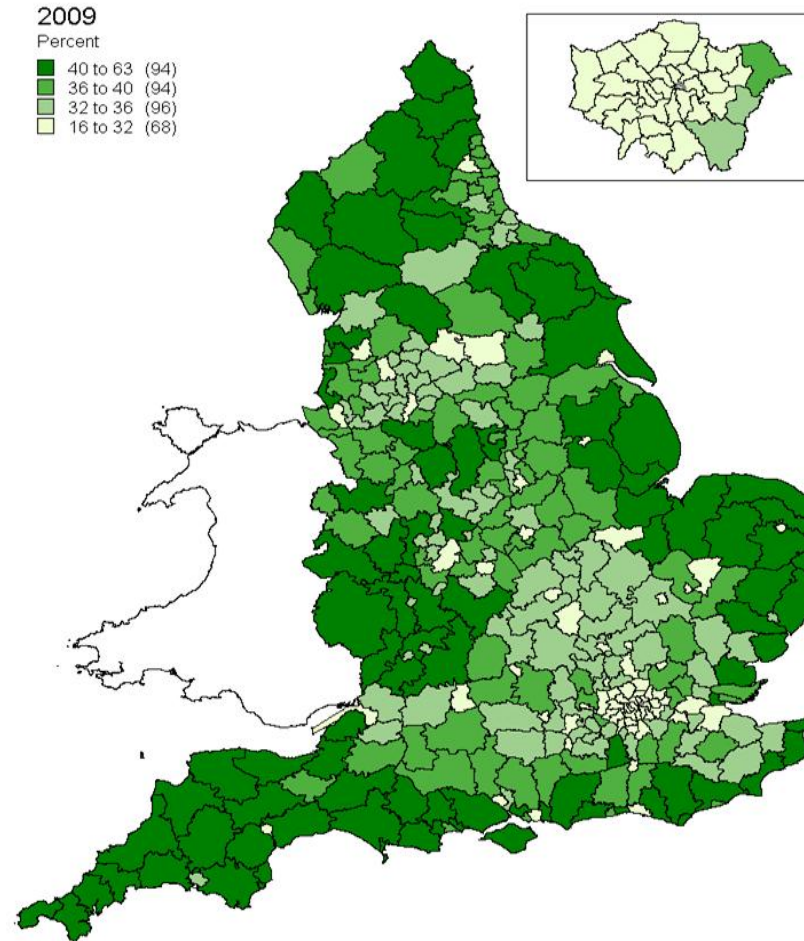 2009
Percent
40 to 63 (94)
36 to 40 (94)
32 to 36 (96)
16 to 32 (68)